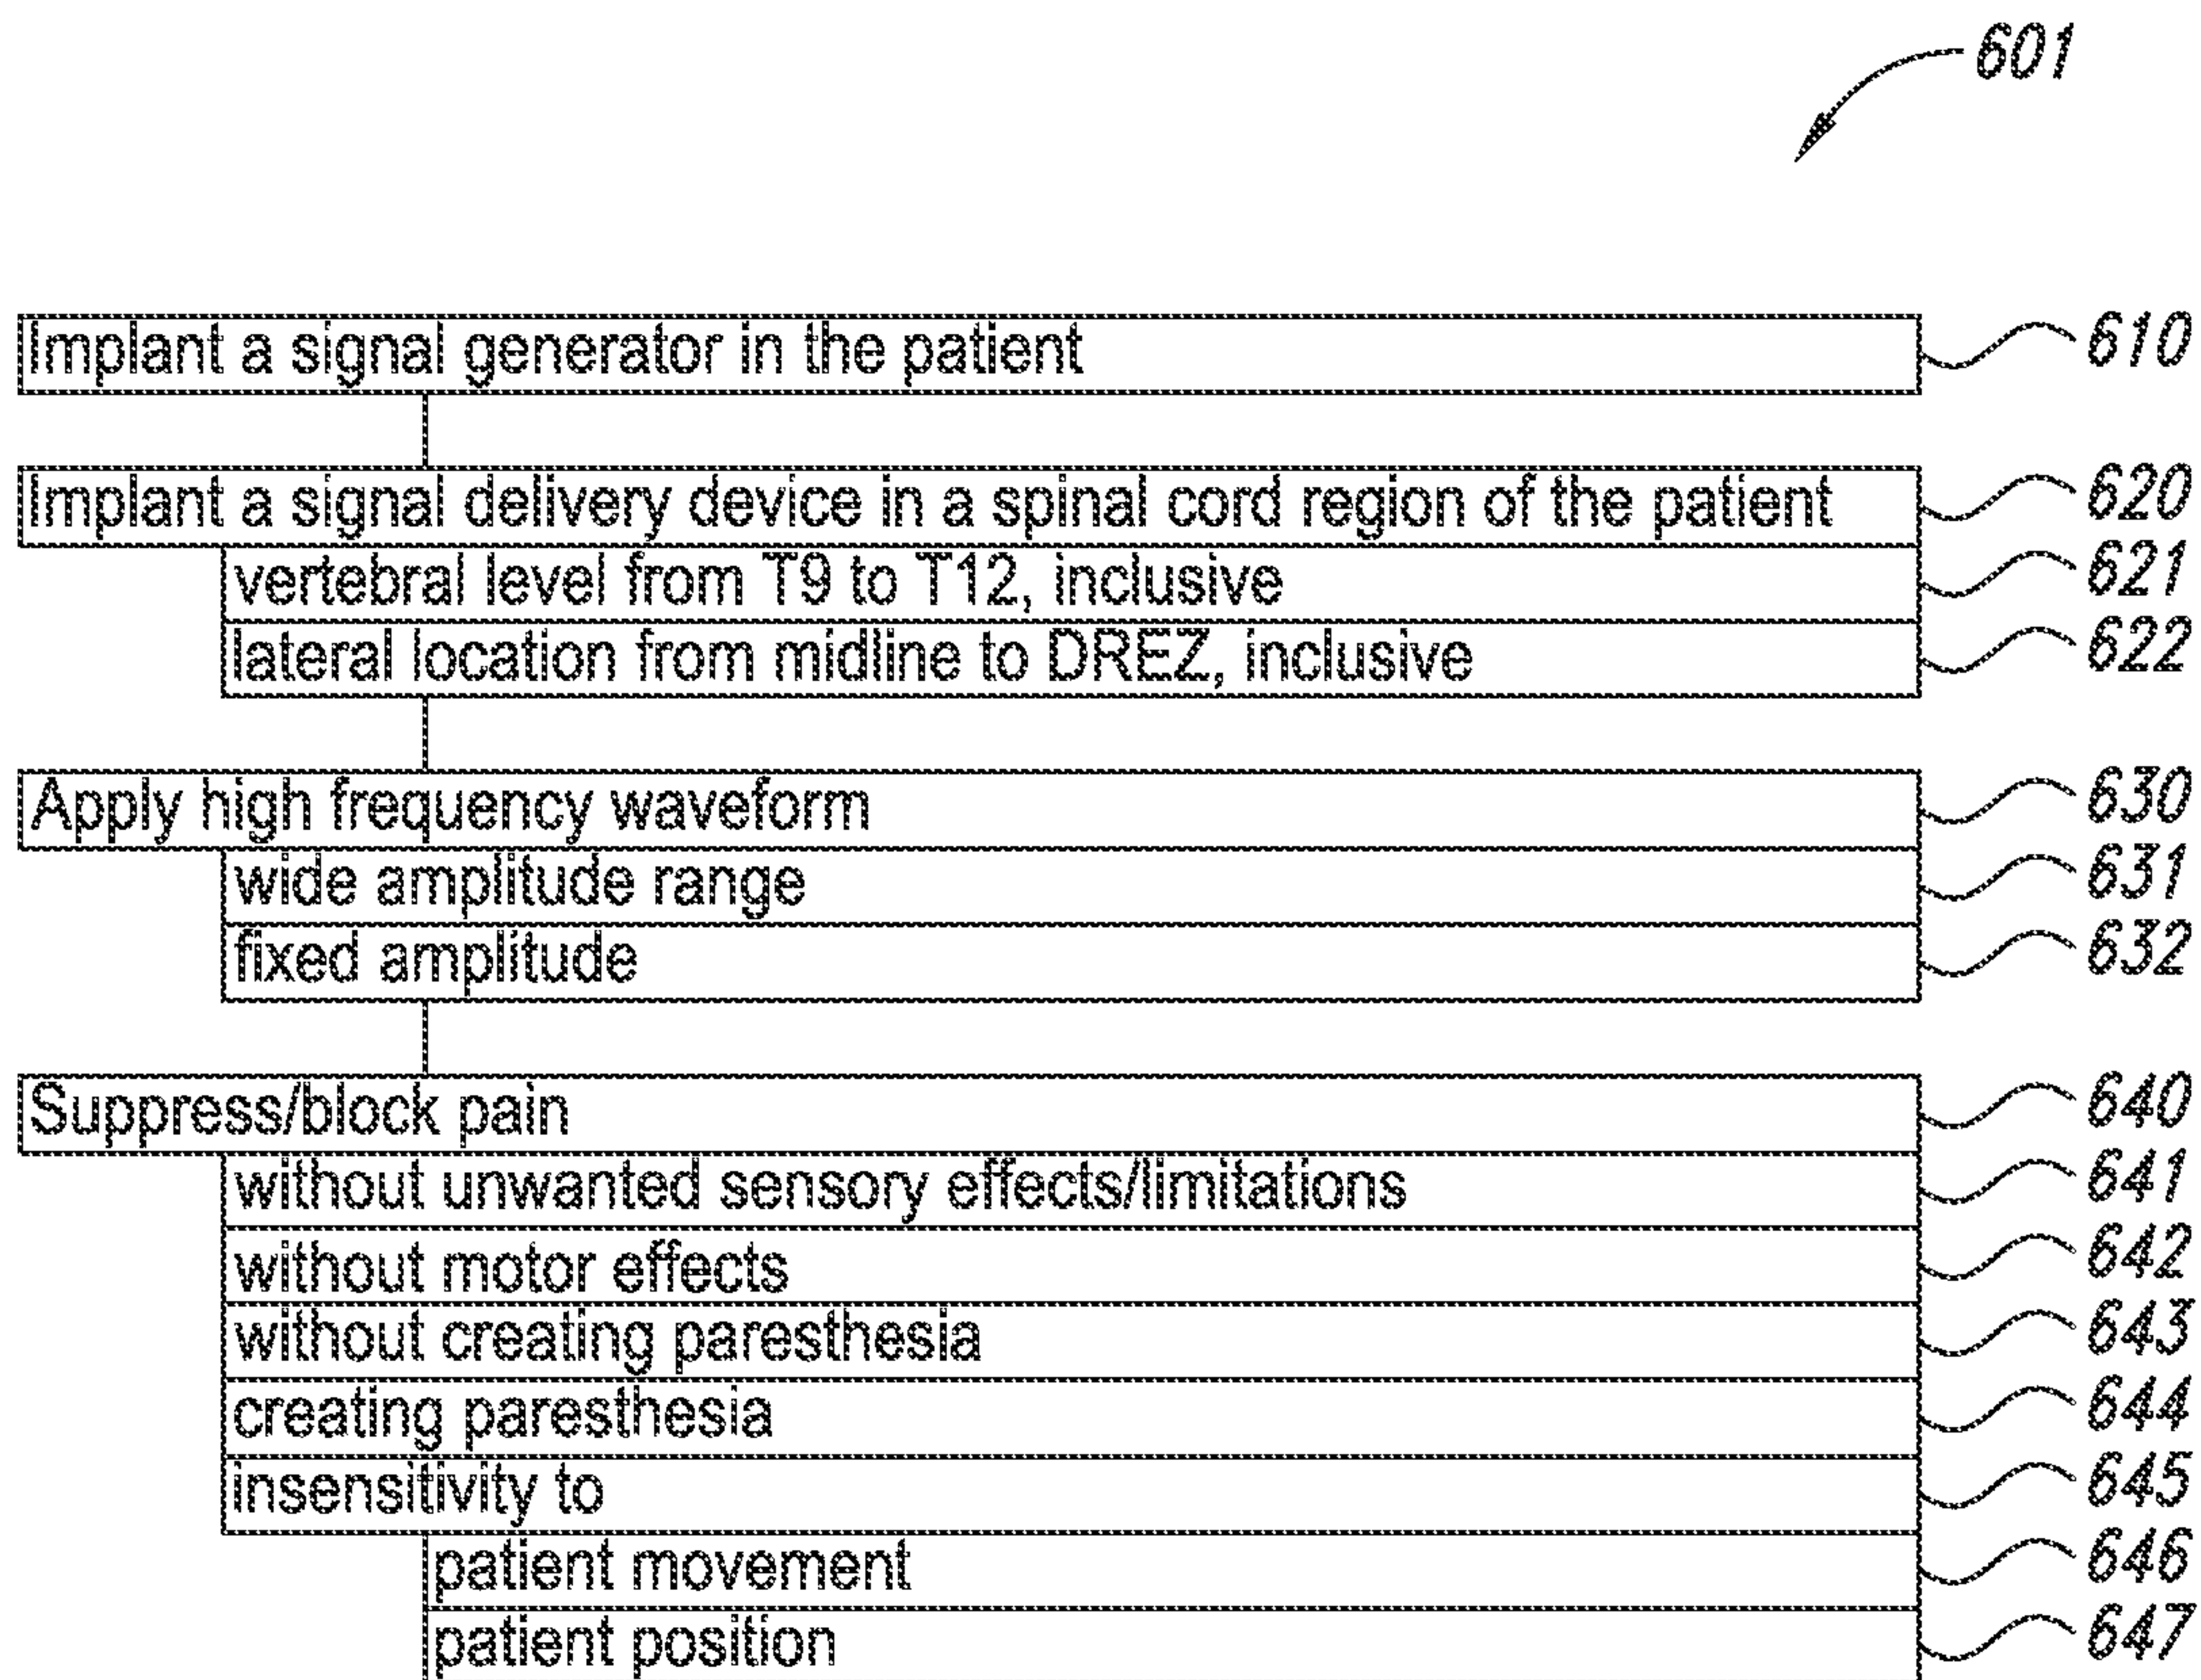 601
Implant a signal generator in the patient 610
Implant a signal delivery device in a spinal cord region of the patient 620
vertebral level from T9 to T12, inclusive 621
lateral location from midline to DREZ, inclusive 622
Apply high frequency waveform 630
wide amplitude range 631
fixed amplitude 632
Suppress/block pain 640
without unwanted sensory effects/limitations 641
without motor effects 642
without creating paresthesia 643
creating paresthesia 644
insensitivity to 645
patient movement 646
patient position 647